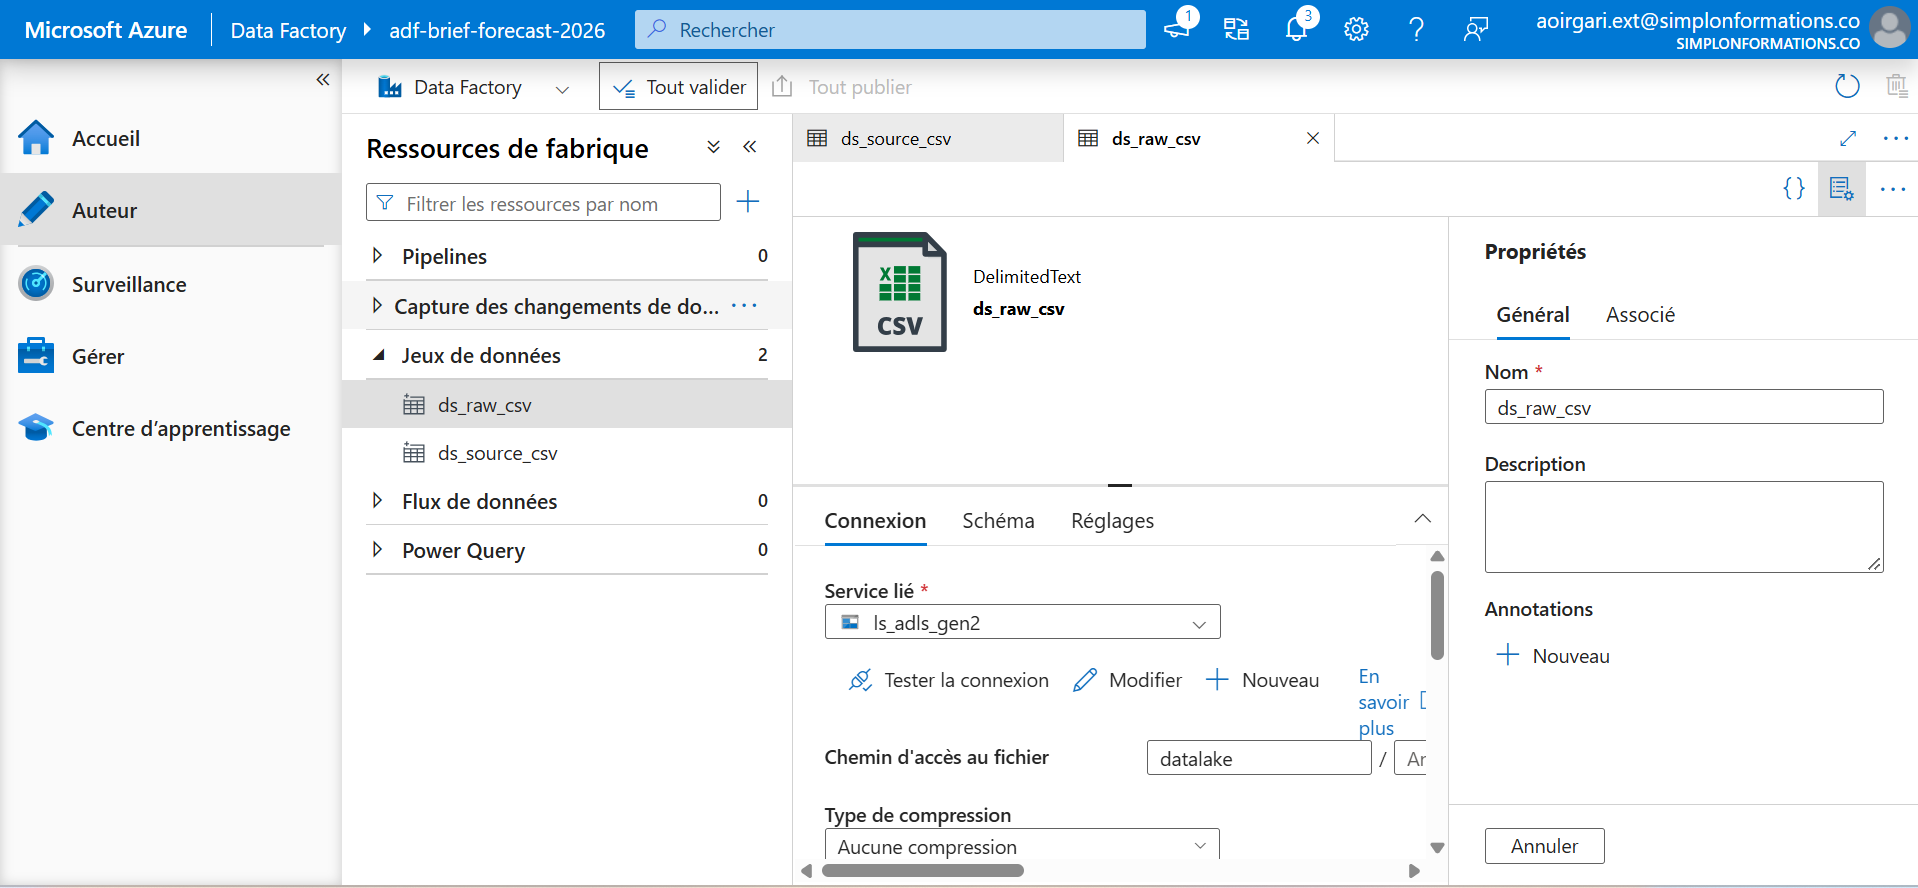 Microsoft Azure
Data Factory
adf-brief-forecast-2026
Rechercher
1
3
aoirgari.ext@simplonformations.co
SIMPLONFORMATIONS.CO
Accueil
Auteur
Surveillance
Gérer
Centre d'apprentissage
Data Factory
Tout valider
Tout publier
Ressources de fabrique
Filtrer les ressources par nom
Pipelines 0
Capture des changements de do... ...
Jeux de données 2
ds_raw_csv
ds_source_csv
Flux de données 0
Power Query 0
ds_source_csv
ds_raw_csv
X
CSV
DelimitedText
ds_raw_csv
Connexion
Schéma
Réglages
Service lié *
ls_adls_gen2
Tester la connexion
Modifier
Nouveau
En
savoir
plus
Chemin d'accès au fichier
datalake
/
Ar
Type de compression
Aucune compression
Propriétés
Général
Associé
Nom *
ds_raw_csv
Description
Annotations
Nouveau
Annuler